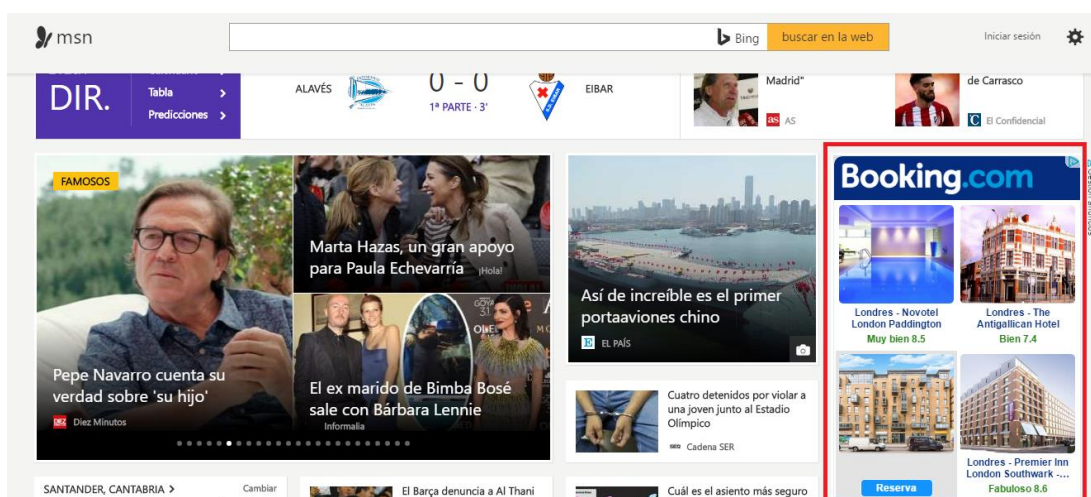 msn
Bing
buscar en la web
Iniciar sesión
DIR.
Tabla
Predicciones
ALAVÉS
0 - 0
1ª PARTE · 3'
EIBAR
Madrid"
as AS
de Carrasco
El Confidencial
FAMOSOS
Pepe Navarro cuenta su
verdad sobre 'su hijo'
DIEZ Diez Minutos
Marta Hazas, un gran apoyo
para Paula Echevarría ¡Hola!
El ex marido de Bimba Bosé
sale con Bárbara Lennie
Informalia
Así de increíble es el primer
portaaviones chino
E EL PAÍS
Cuatro detenidos por violar a
una joven junto al Estadio
Olímpico
SER Cadena SER
Booking.com
Londres - Novotel
London Paddington
Muy bien 8.5
Londres - The
Antigallican Hotel
Bien 7.4
Reserva
Londres - Premier Inn
London Southwark -...
Fabuloso 8.6
SANTANDER, CANTABRIA >
Cambiar
El Barça denuncia a Al Thani
Cuál es el asiento más seguro